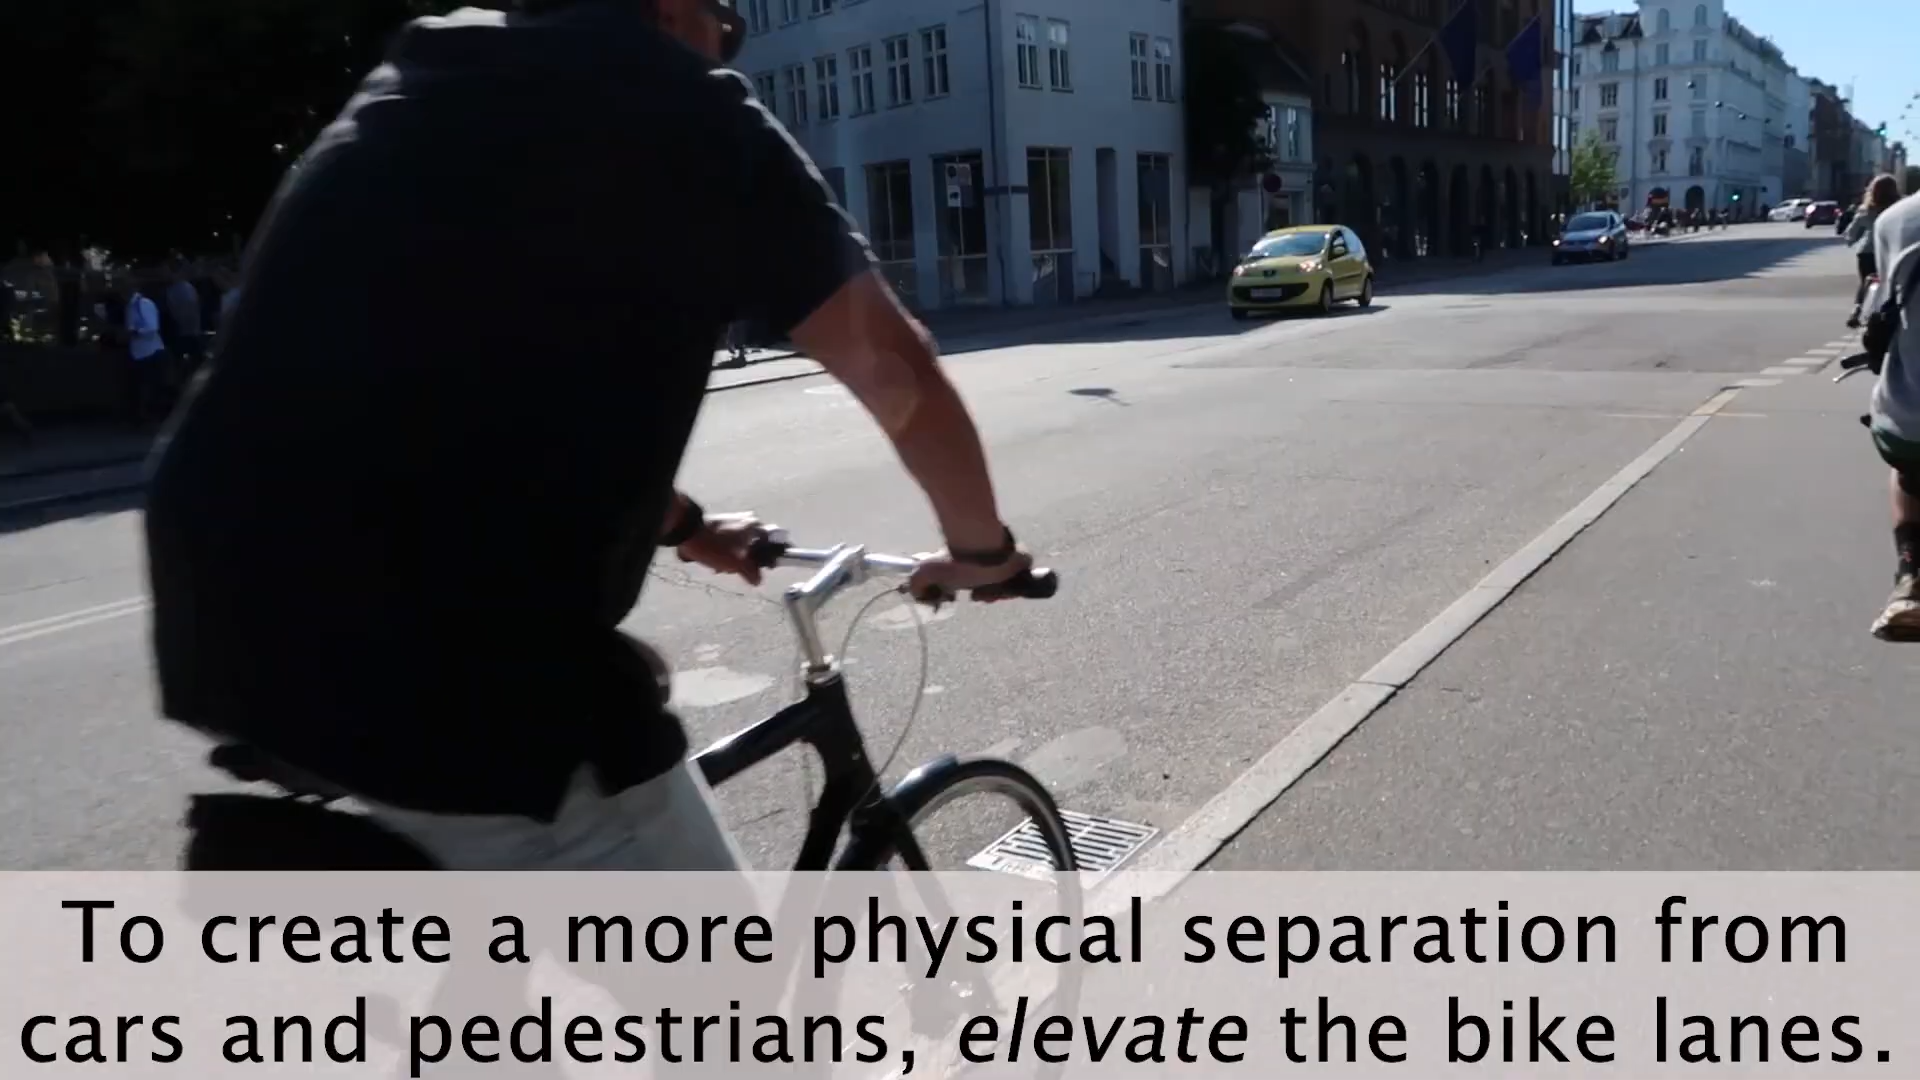 To create a more physical separation from
cars and pedestrians, elevate the bike lanes.